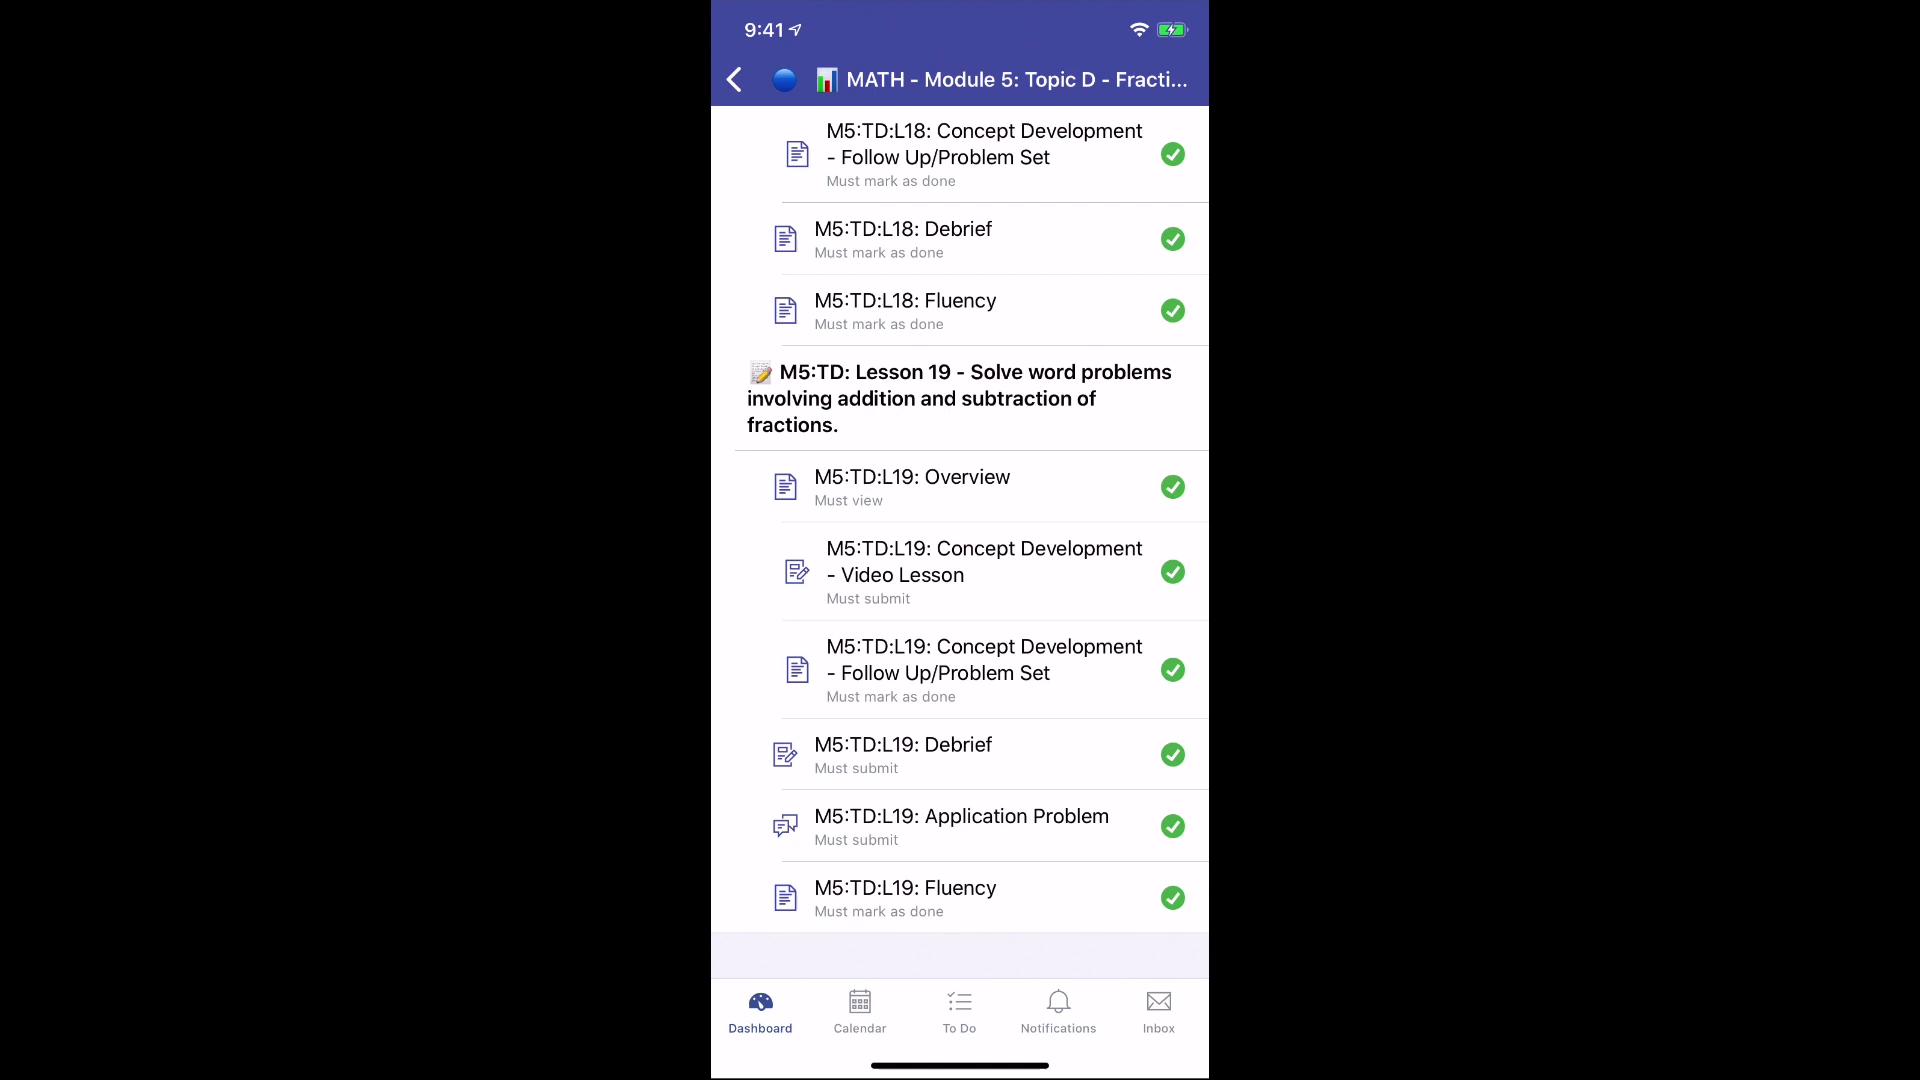 9:41
MATH - Module 5: Topic D - Fracti...
M5:TD:L18: Concept Development
- Follow Up/Problem Set
Must mark as done
M5:TD:L18: Debrief
Must mark as done
M5:TD:L18: Fluency
Must mark as done
M5:TD: Lesson 19 - Solve word problems
involving addition and subtraction of
fractions.
M5:TD:L19: Overview
Must view
M5:TD:L19: Concept Development
- Video Lesson
Must submit
M5:TD:L19: Concept Development
- Follow Up/Problem Set
Must mark as done
M5:TD:L19: Debrief
Must submit
M5:TD:L19: Application Problem
Must submit
M5:TD:L19: Fluency
Must mark as done
Dashboard Calendar To Do Notifications Inbox